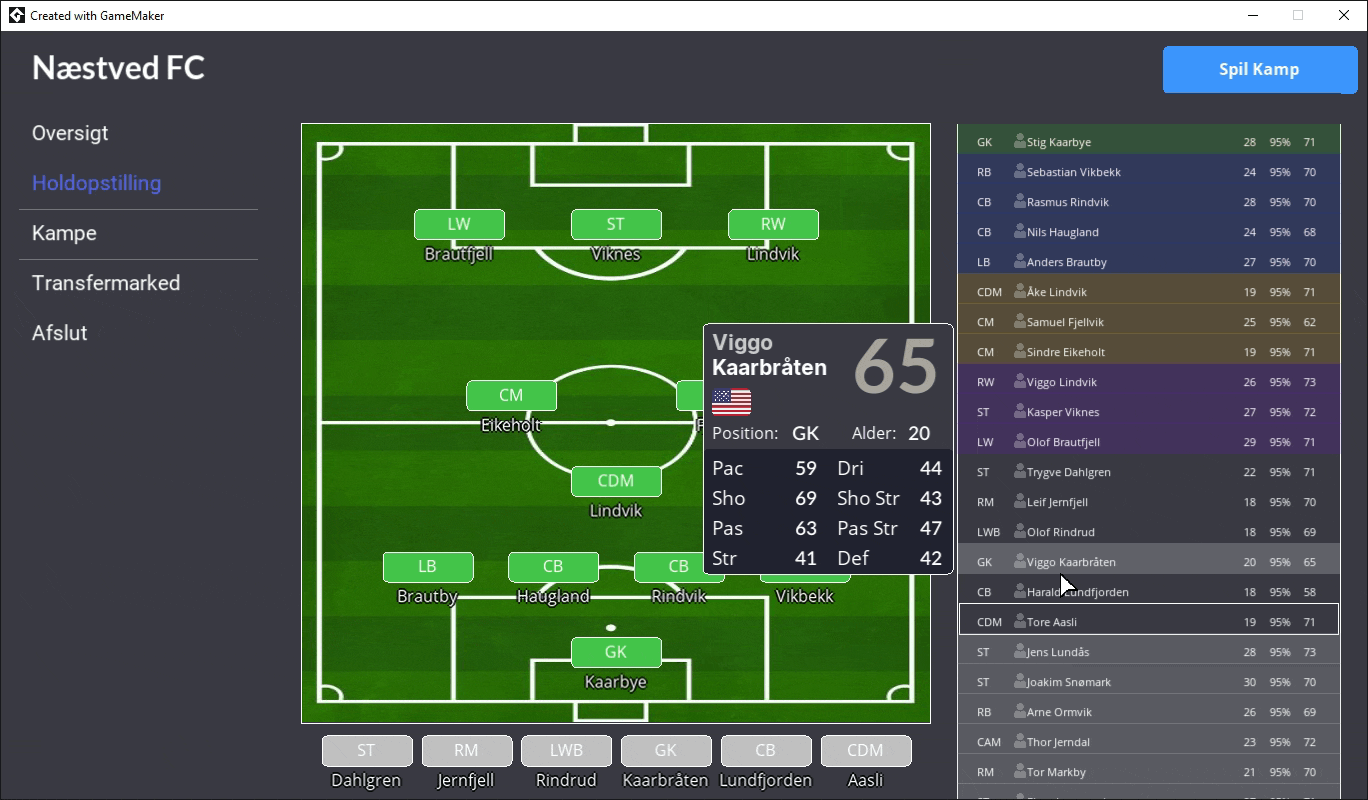 Created with GameMaker
Næstved FC
Spil Kamp
Oversigt
Holdopstilling
Kampe
Transfermarked
Afslut
LW
ST
RW
Brautfjell
Viknes
Lindvik
CM
Eikeholt
CDM
Lindvik
LB
CB
CB
Brautby
Haugland
Rindvik
Vikbekk
GK
Kaarbye
ST
RM
LWB
GK
CB
CDM
Dahlgren
Jernfjell
Rindrud
Kaarbråten
Lundfjorden
Aasli
Viggo
Kaarbråten
65
Position: GK Alder: 20
Pac 59 Dri 44
Sho 69 Sho Str 43
Pas 63 Pas Str 47
Str 41 Def 42
GK Stig Kaarbye 28 95% 71
RB Sebastian Vikbekk 24 95% 70
CB Rasmus Rindvik 28 95% 70
CB Nils Haugland 24 95% 68
LB Anders Brautby 27 95% 70
CDM Åke Lindvik 19 95% 71
CM Samuel Fjellvik 25 95% 62
CM Sindre Eikeholt 19 95% 71
RW Viggo Lindvik 26 95% 73
ST Kasper Viknes 27 95% 72
LW Olof Brautfjell 29 95% 71
ST Trygve Dahlgren 22 95% 71
RM Leif Jernfjell 18 95% 70
LWB Olof Rindrud 18 95% 69
GK Viggo Kaarbråten 20 95% 65
CB Harald Lundfjorden 18 95% 58
CDM Tore Aasli 19 95% 71
ST Jens Lundås 28 95% 73
ST Joakim Snømark 30 95% 70
RB Arne Ormvik 26 95% 69
CAM Thor Jerndal 23 95% 72
RM Tor Markby 21 95% 70